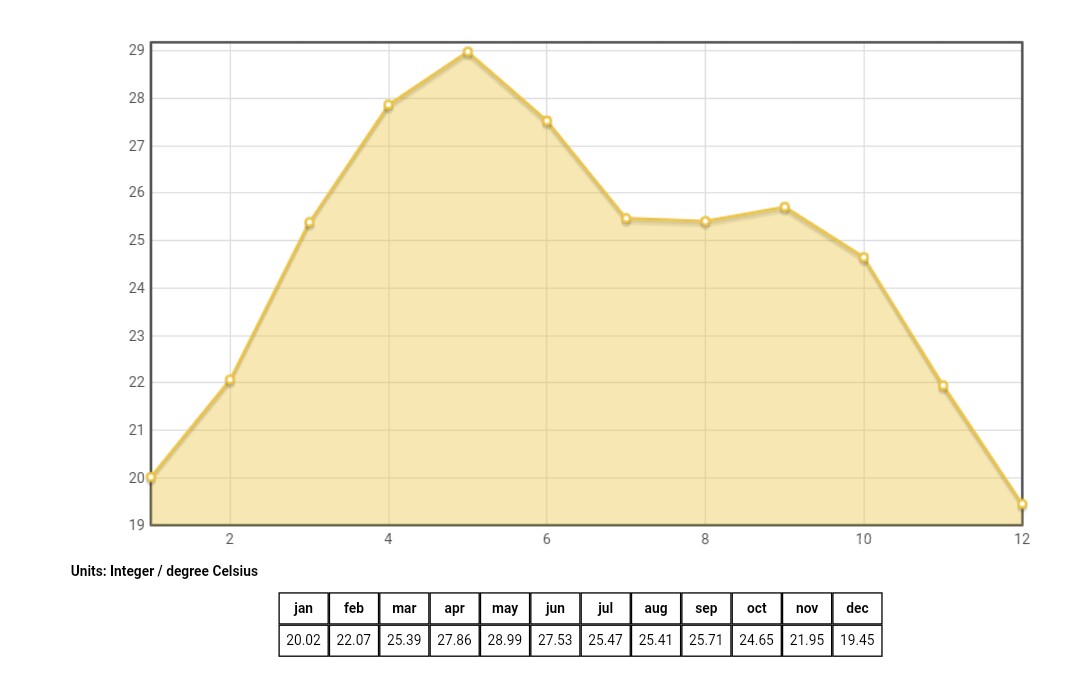 29
28
27
26
25
24
23
22
21
20
19
2 4 6 8 10 12
Units: Integer / degree Celsius
jan feb mar apr may jun jul aug sep oct nov dec
20.02 22.07 25.39 27.86 28.99 27.53 25.47 25.41 25.71 24.65 21.95 19.45